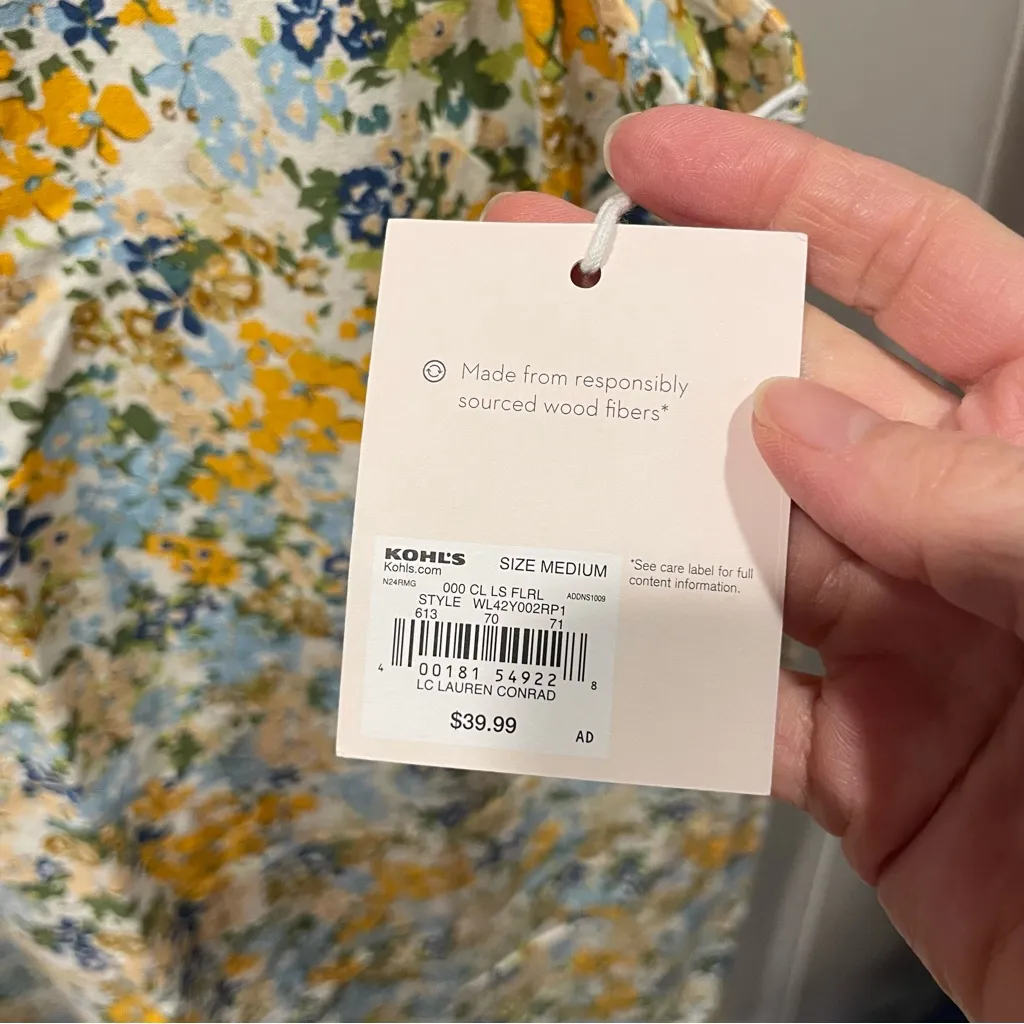 Made from responsibly
sourced wood fibers*
KOHL'S SIZE MEDIUM
Kohls.com
N24RMG 000 CL LS FLRL ADDNS1009
STYLE WL42Y002RP1
613 70 71
4 00181 54922 8
LC LAUREN CONRAD
$39.99
AD
*See care label for full
content information.